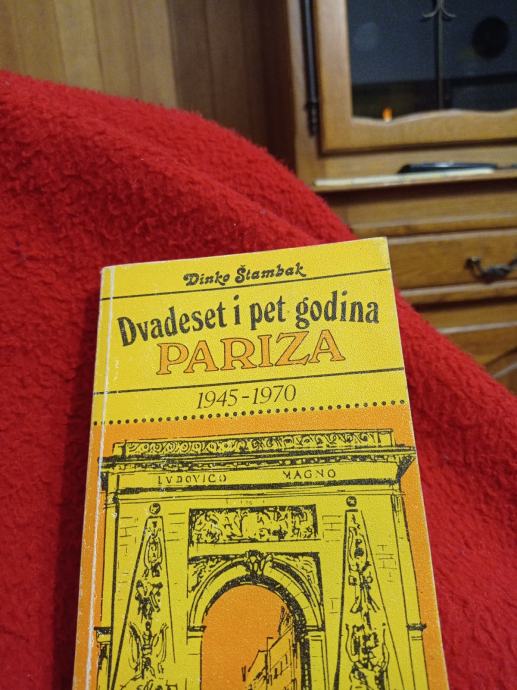 Dinko Štambak
Dvadeset i pet godina
PARIZA
1945-1970
LVDOVICO MAGNO